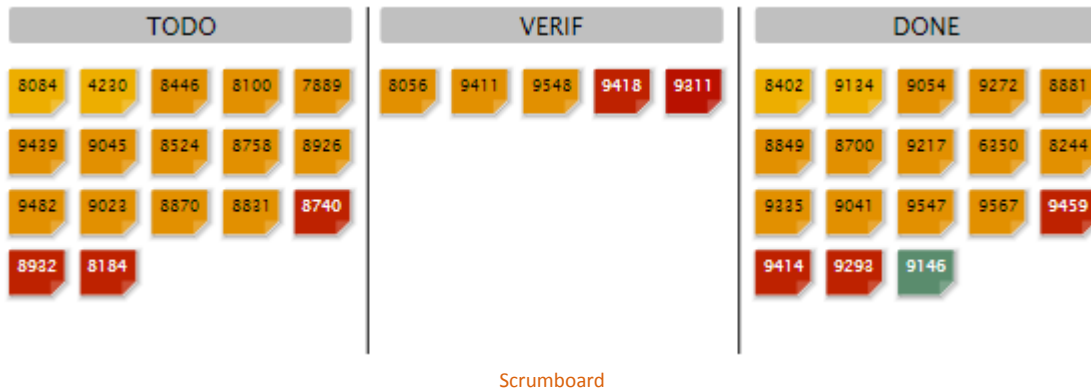 TODO VERIF DONE
8084 4230 8446 8100 7889 8056 9411 9548 9418 9311 8402 9134 9054 9272 8881
9439 9045 8524 8758 8926 8849 8700 9217 6350 8244
9482 9023 8870 8831 8740 9335 9041 9547 9567 9459
8932 8184 9414 9293 9146
Scrumboard